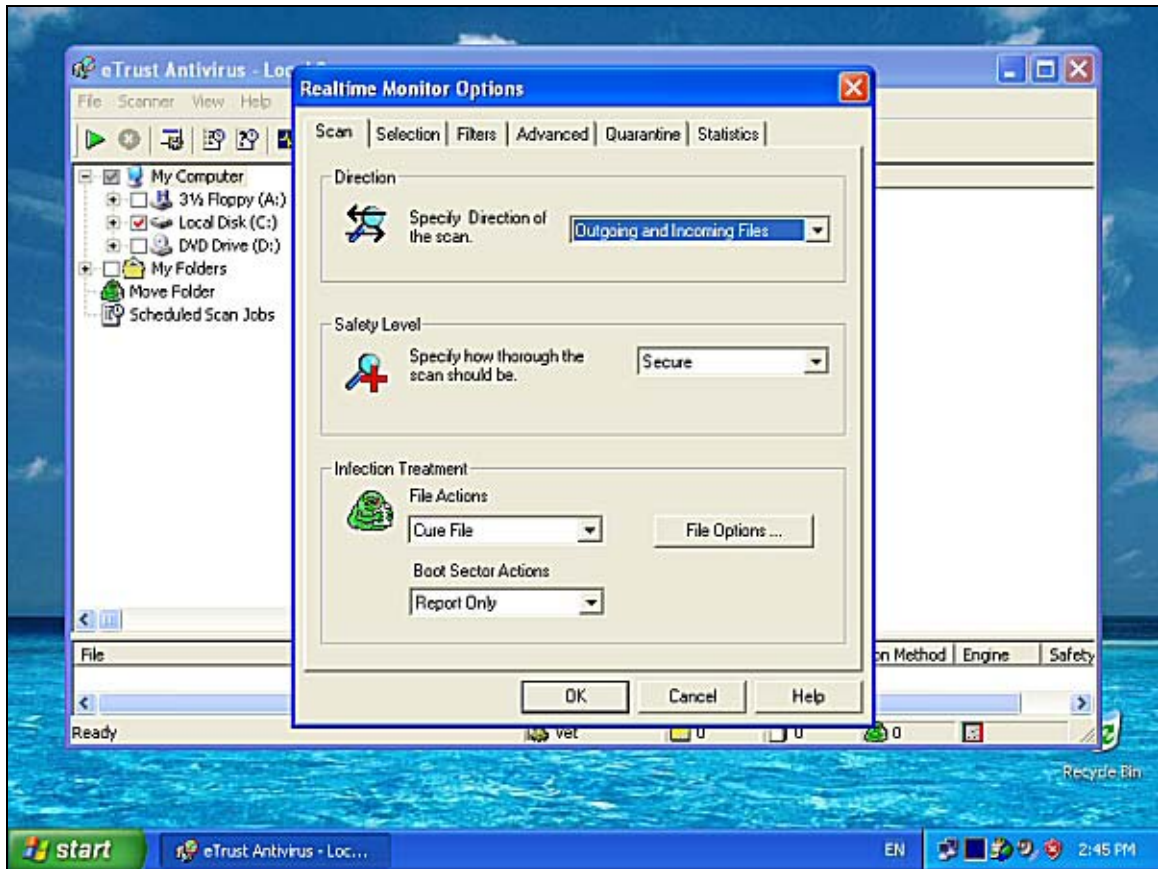 eTrust Antivirus - Loc
File Scanner View Help
My Computer
3½ Floppy (A:)
Local Disk (C:)
DVD Drive (D:)
My Folders
Move Folder
Scheduled Scan Jobs
Realtime Monitor Options
Scan Selection Filters Advanced Quarantine Statistics
Direction
Specify Direction of
the scan.
Outgoing and Incoming Files
Safety Level
Specify how thorough the
scan should be.
Secure
Infection Treatment
File Actions
Cure File
File Options ...
Boot Sector Actions
Report Only
OK Cancel Help
File
on Method Engine Safety
Ready
Vet 0 0 0
Recycle Bin
start
eTrust Antivirus - Loc...
EN
2:45 PM